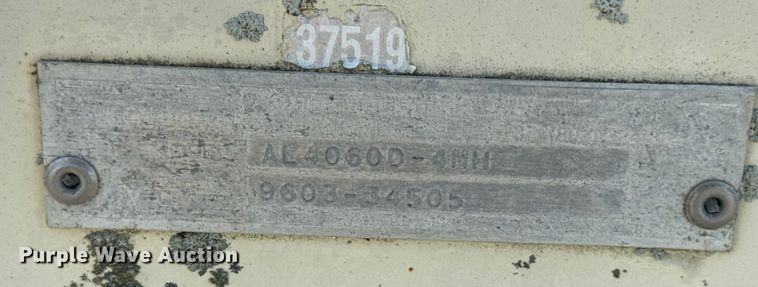 37519
AL4060D-4MH
9603-34505
Purple Wave Auction